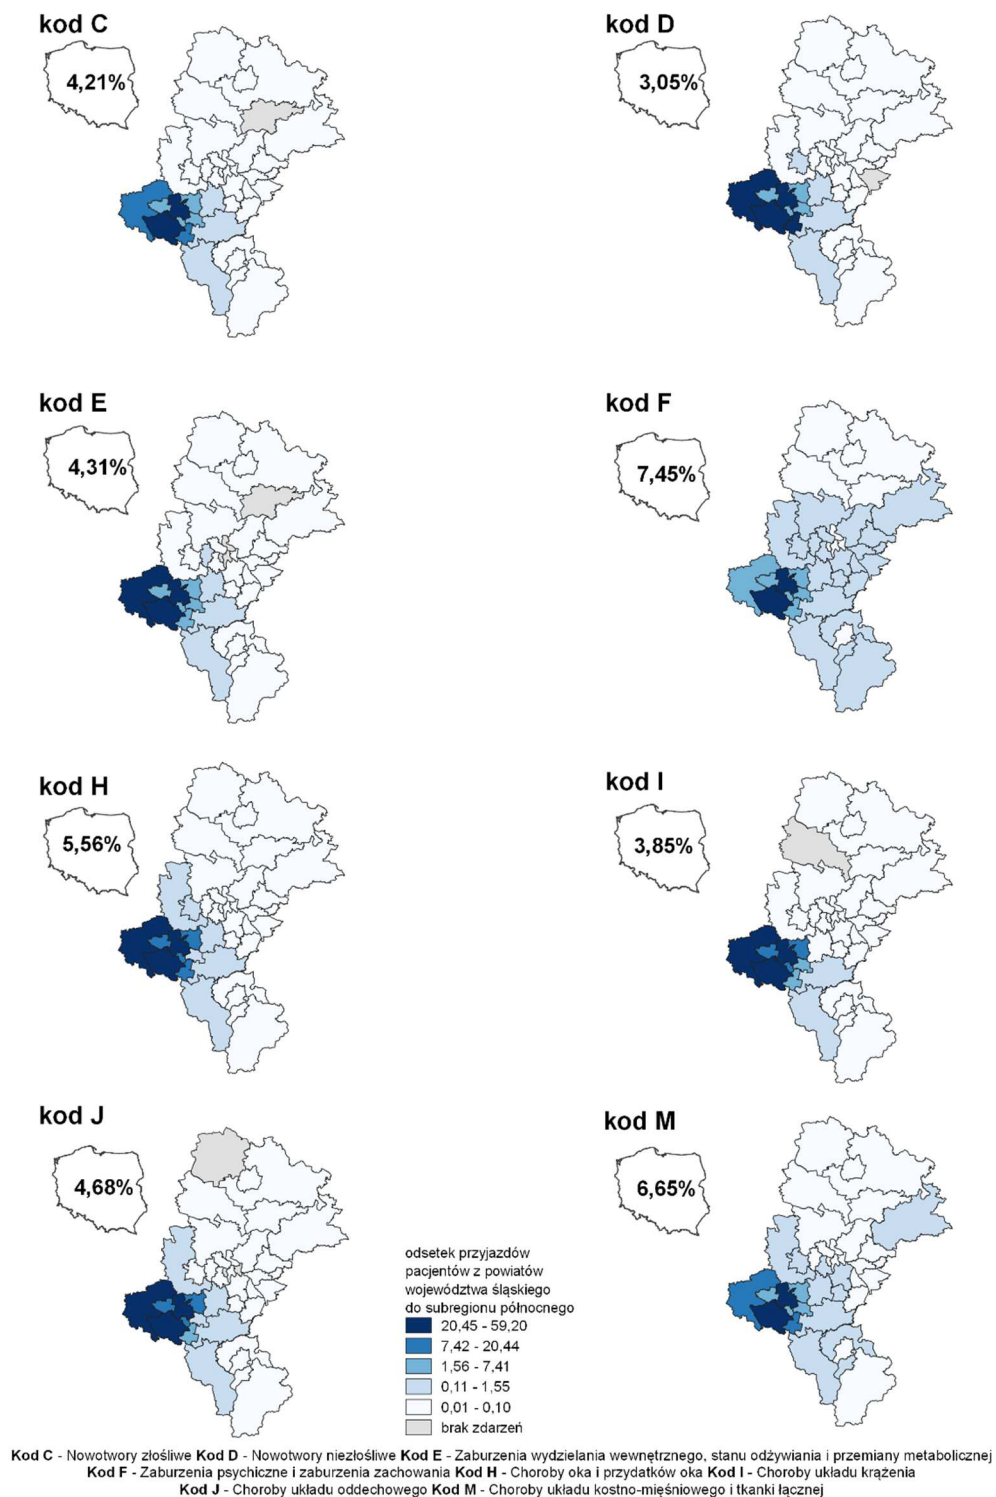 kod C
4,21%
kod D
3,05%
kod E
4,31%
kod F
7,45%
kod H
5,56%
kod I
3,85%
kod J
4,68%
kod M
6,65%
odsetek przyjazdów
pacjentów z powiatów
województwa śląskiego
do subregionu północnego
20,45 - 59,20
7,42 - 20,44
1,56 - 7,41
0,11 - 1,55
0,01 - 0,10
brak zdarzeń
Kod C - Nowotwory złośliwe Kod D - Nowotwory niezłośliwe Kod E - Zaburzenia wydzielania wewnętrznego, stanu odżywiania i przemiany metabolicznej
Kod F - Zaburzenia psychiczne i zaburzenia zachowania Kod H - Choroby oka i przydatków oka Kod I - Choroby układu krążenia
Kod J - Choroby układu oddechowego Kod M - Choroby układu kostno-mięśniowego i tkanki łącznej